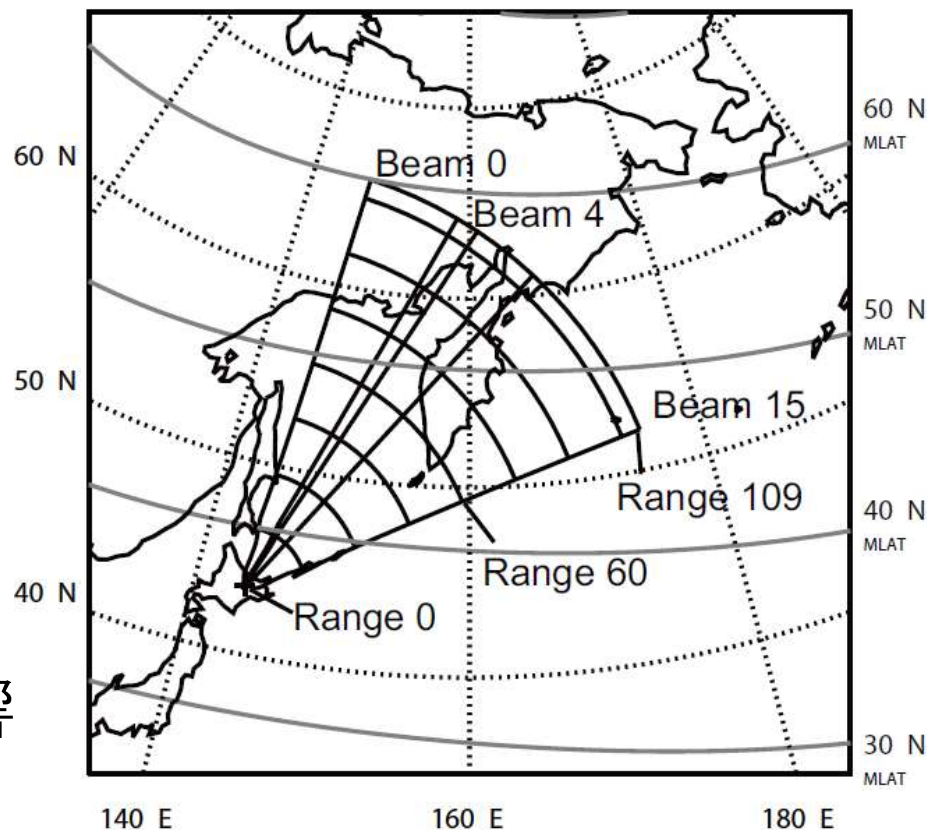 60 N
MLAT
60 N
Beam 0
Beam 4
50 N
MLAT
50 N
Beam 15
Range 109
40 N
MLAT
Range 60
40 N
Range 0
30 N
MLAT
140 E
160 E
180 E